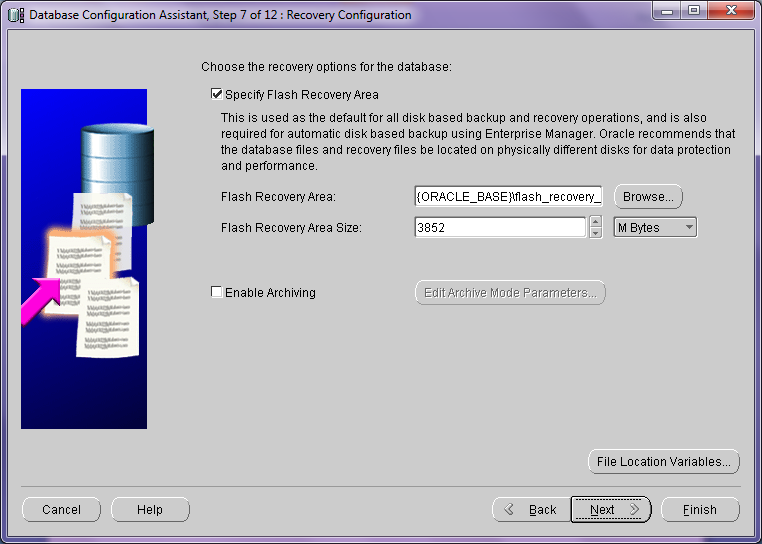 Database Configuration Assistant, Step 7 of 12 : Recovery Configuration
Choose the recovery options for the database:
Specify Flash Recovery Area
This is used as the default for all disk based backup and recovery operations, and is also
required for automatic disk based backup using Enterprise Manager. Oracle recommends that
the database files and recovery files be located on physically different disks for data protection
and performance.
Flash Recovery Area: {ORACLE_BASE}\flash_recovery_ Browse...
Flash Recovery Area Size: 3852 M Bytes
Enable Archiving Edit Archive Mode Parameters...
File Location Variables...
Cancel Help Back Next Finish